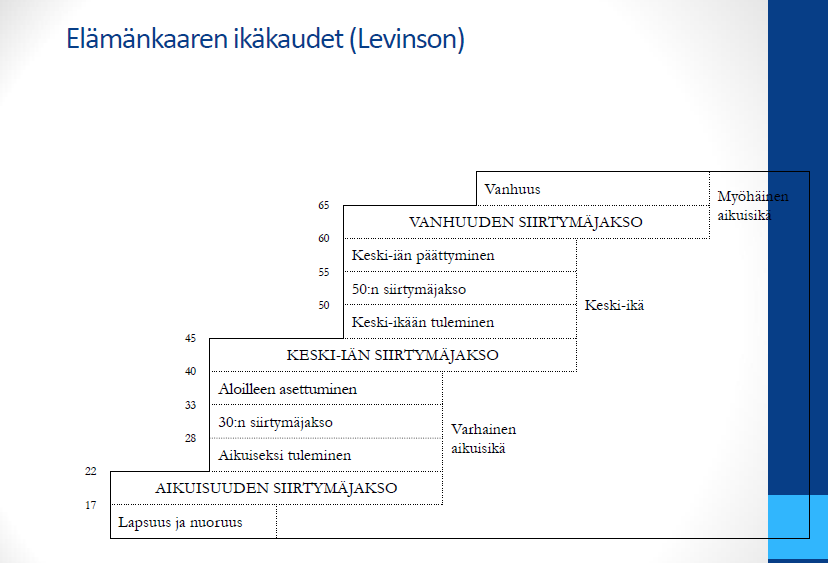 Elämänkaaren ikäkaudet (Levinson)
Vanhuus
Myöhäinen
aikuisikä
65
VANHUUDEN SIIRTYMÄJAKSO
60
Keski-iän päättyminen
55
50:n siirtymäjakso
Keski-ikä
50
Keski-ikään tuleminen
45
KESKI-IÄN SIIRTYMÄJAKSO
40
Aloilleen asettuminen
33
30:n siirtymäjakso
Varhainen
aikuisikä
28
Aikuiseksi tuleminen
22
AIKUISUUDEN SIIRTYMÄJAKSO
17
Lapsuus ja nuoruus